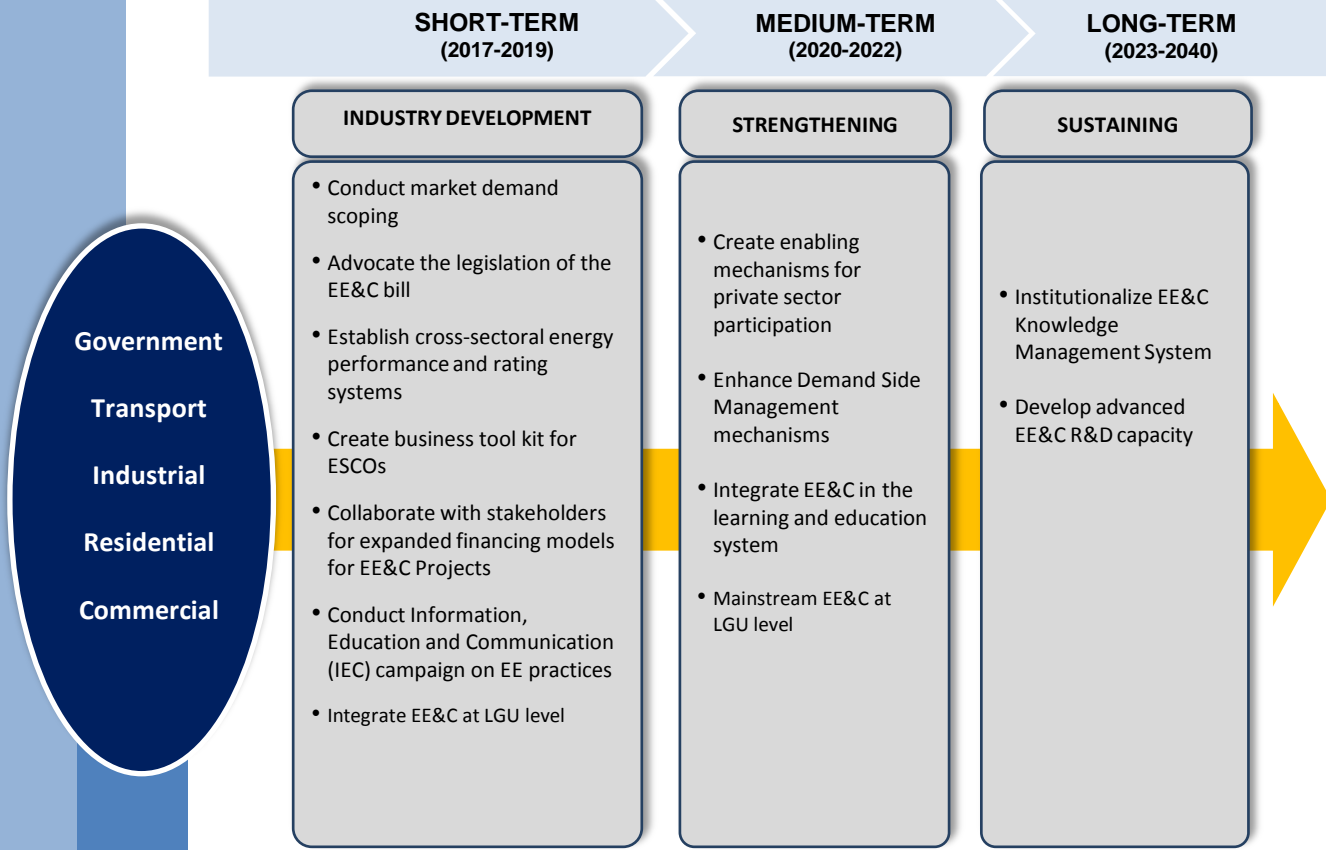 SHORT-TERM
(2017-2019)
MEDIUM-TERM
(2020-2022)
LONG-TERM
(2023-2040)
Government
Transport
Industrial
Residential
Commercial
INDUSTRY DEVELOPMENT
• Conduct market demand
scoping
• Advocate the legislation of the
EE&C bill
• Establish cross-sectoral energy
performance and rating
systems
• Create business tool kit for
ESCOs
• Collaborate with stakeholders
for expanded financing models
for EE&C Projects
• Conduct Information,
Education and Communication
(IEC) campaign on EE practices
• Integrate EE&C at LGU level
STRENGTHENING
• Create enabling
mechanisms for
private sector
participation
• Enhance Demand Side
Management
mechanisms
• Integrate EE&C in the
learning and education
system
• Mainstream EE&C at
LGU level
SUSTAINING
• Institutionalize EE&C
Knowledge
Management System
• Develop advanced
EE&C R&D capacity